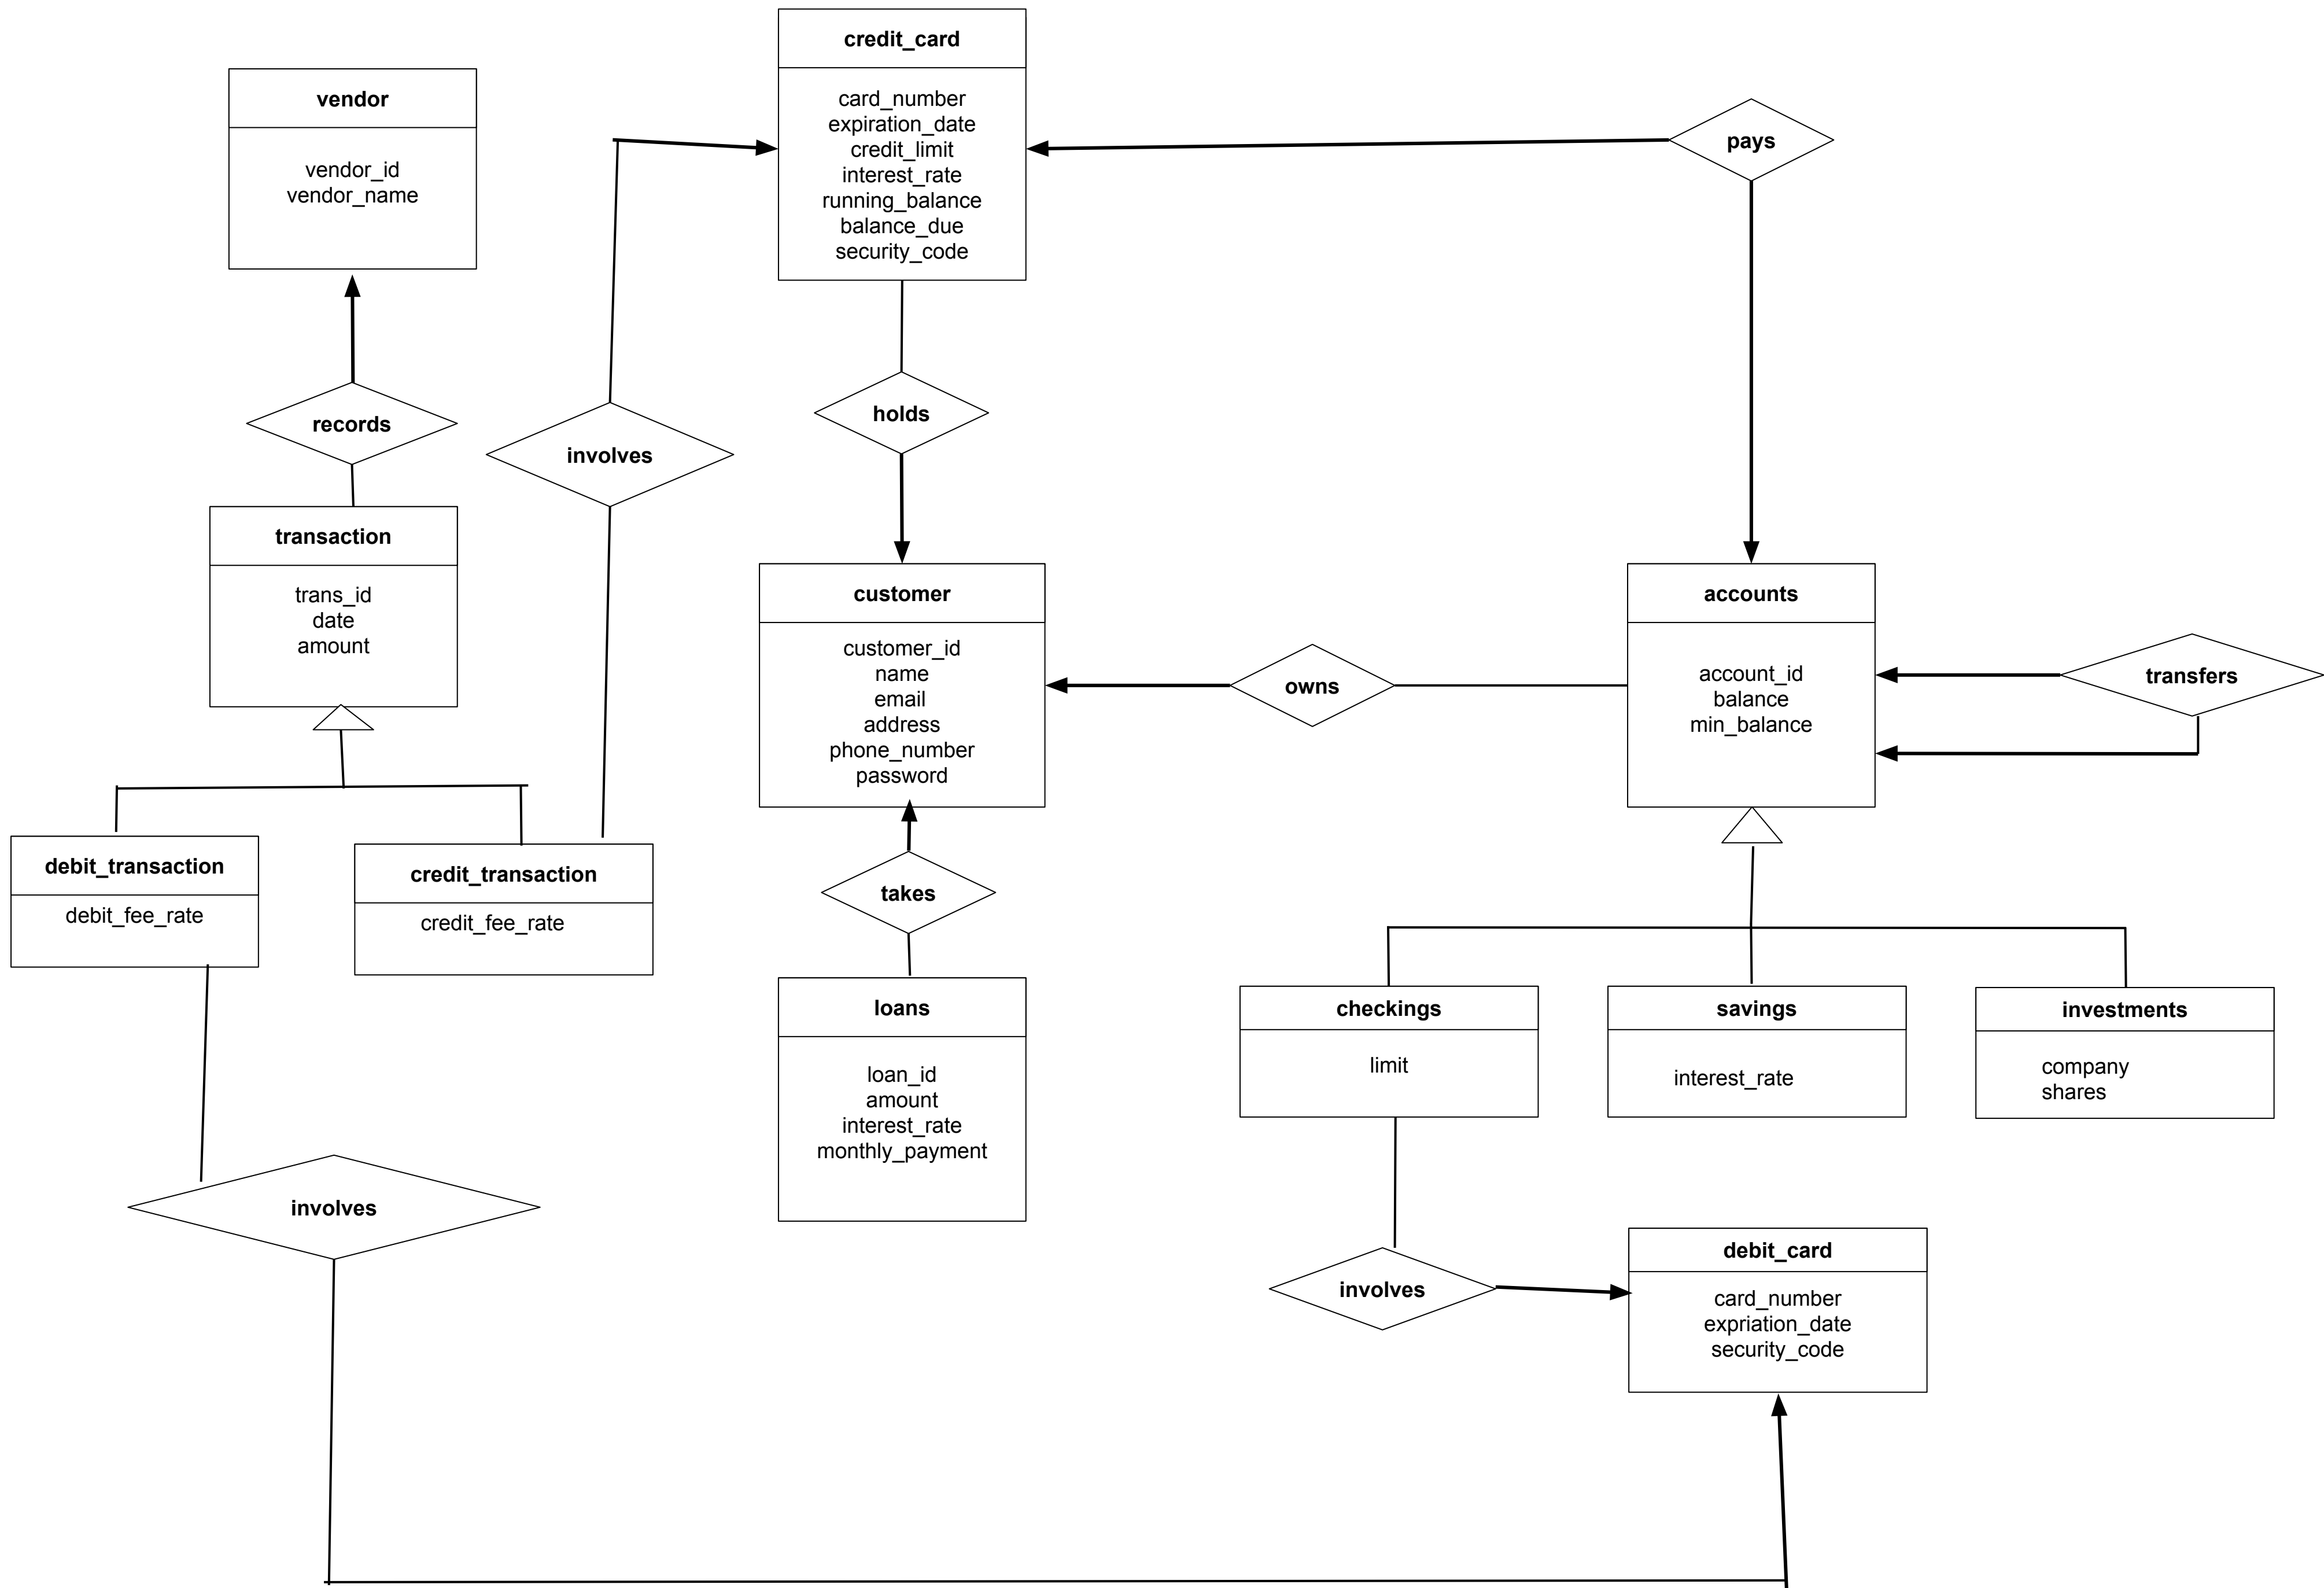 credit_card
card_number
expiration_date
credit_limit
interest_rate
running_balance
balance_due
security_code
vendor
vendor_id
vendor_name
pays
records
involves
holds
transaction
trans_id
date
amount
customer
customer_id
name
email
address
phone_number
password
owns
accounts
account_id
balance
min_balance
transfers
debit_transaction
debit_fee_rate
credit_transaction
credit_fee_rate
takes
loans
loan_id
amount
interest_rate
monthly_payment
checkings
limit
savings
interest_rate
investments
company
shares
involves
involves
debit_card
card_number
expriation_date
security_code